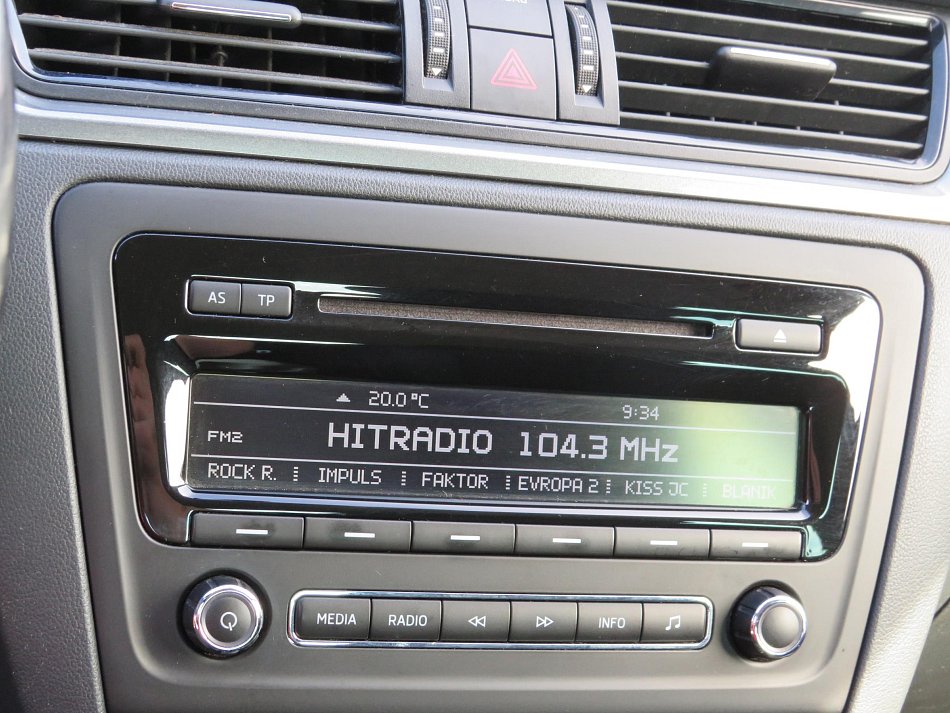 AS TP
20.0°C
9:34
FM2 HITRADIO 104.3 MHz
ROCK R. IMPULS FAKTOR EVROPA 2 KISS JC BLANIK
MEDIA RADIO INFO